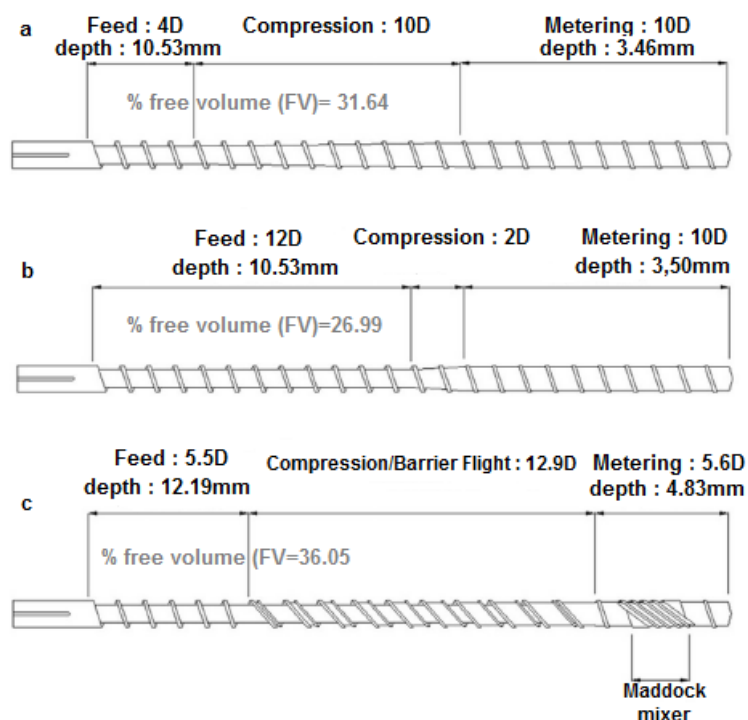 a
Feed : 4D
depth : 10.53mm
Compression : 10D
Metering : 10D
depth : 3.46mm
% free volume (FV)= 31.64
b
Feed : 12D
depth : 10.53mm
Compression : 2D
Metering : 10D
depth : 3,50mm
% free volume (FV)=26.99
c
Feed : 5.5D
depth : 12.19mm
Compression/Barrier Flight : 12.9D
Metering : 5.6D
depth : 4.83mm
% free volume (FV=36.05
Maddock
mixer